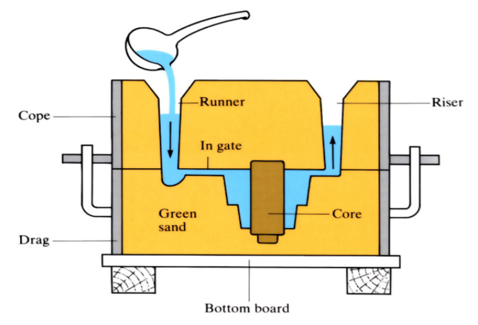 Runner
Riser
Cope
In gate
Green
sand
Core
Drag
Bottom board